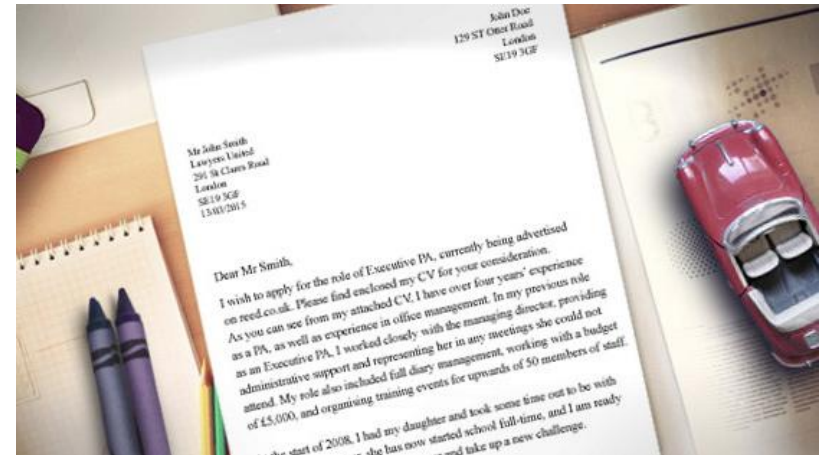 John Doe
129 ST Otter Road
London
SE19 3GF
Mr John Smith
Lawyers United
291 St Clares Road
London
SE19 3GF
13/03/2015
Dear Mr Smith,
I wish to apply for the role of Executive PA, currently being advertised
on reed.co.uk. Please find enclosed my CV for your consideration.
As you can see from my attached CV, I have over four years' experience
as a PA, as well as experience in office management. In my previous role
as an Executive PA, I worked closely with the managing director, providing
administrative support and representing her in any meetings she could not
attend. My role also included full diary management, working with a budget
of £5,000, and organising training events for upwards of 50 members of staff.
the start of 2008, I had my daughter and took some time out to be with
she has now started school full-time, and I am ready
and take up a new challenge.